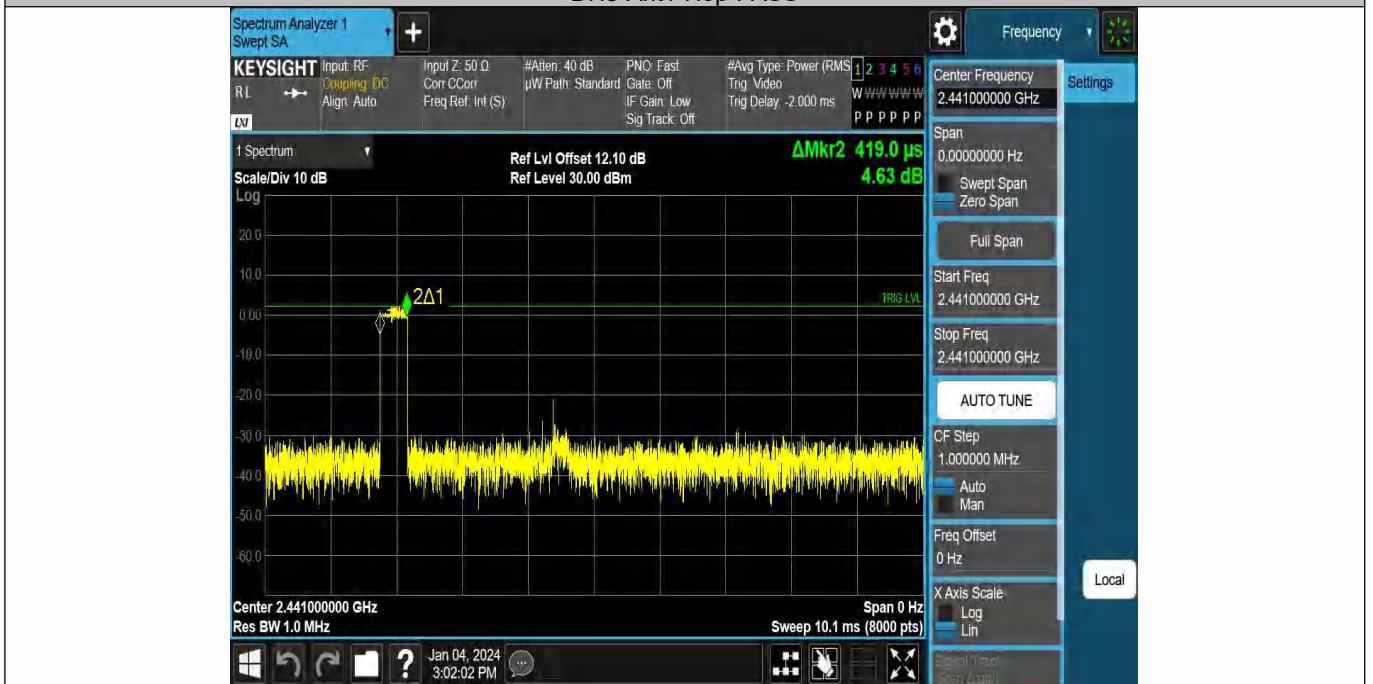 Spectrum Analyzer 1
Swept SA
Frequency
KEYSIGHT
RL
LXI
Input: RF
Coupling: DC
Align: Auto
Input Z: 50 Ω
Corr CCorr
Freq Ref: Int (S)
#Atten: 40 dB
µW Path: Standard
PNO: Fast
Gate: Off
IF Gain: Low
Sig Track: Off
#Avg Type: Power (RMS
Trig: Video
Trig Delay: -2.000 ms
1 2 3 4 5 6
W W W W W W
P P P P P P
1 Spectrum
Scale/Div 10 dB
Log
Ref Lvl Offset 12.10 dB
Ref Level 30.00 dBm
ΔMkr2 419.0 µs
4.63 dB
20.0
10.0
2Δ1
TRIG LVL
0.00
-10.0
-20.0
-30.0
-40.0
-50.0
-60.0
Center 2.441000000 GHz
Res BW 1.0 MHz
Span 0 Hz
Sweep 10.1 ms (8000 pts)
Jan 04, 2024
3:02:02 PM
Center Frequency
2.441000000 GHz
Settings
Span
0.00000000 Hz
Swept Span
Zero Span
Full Span
Start Freq
2.441000000 GHz
Stop Freq
2.441000000 GHz
AUTO TUNE
CF Step
1.000000 MHz
Auto
Man
Freq Offset
0 Hz
X Axis Scale
Log
Lin
Local